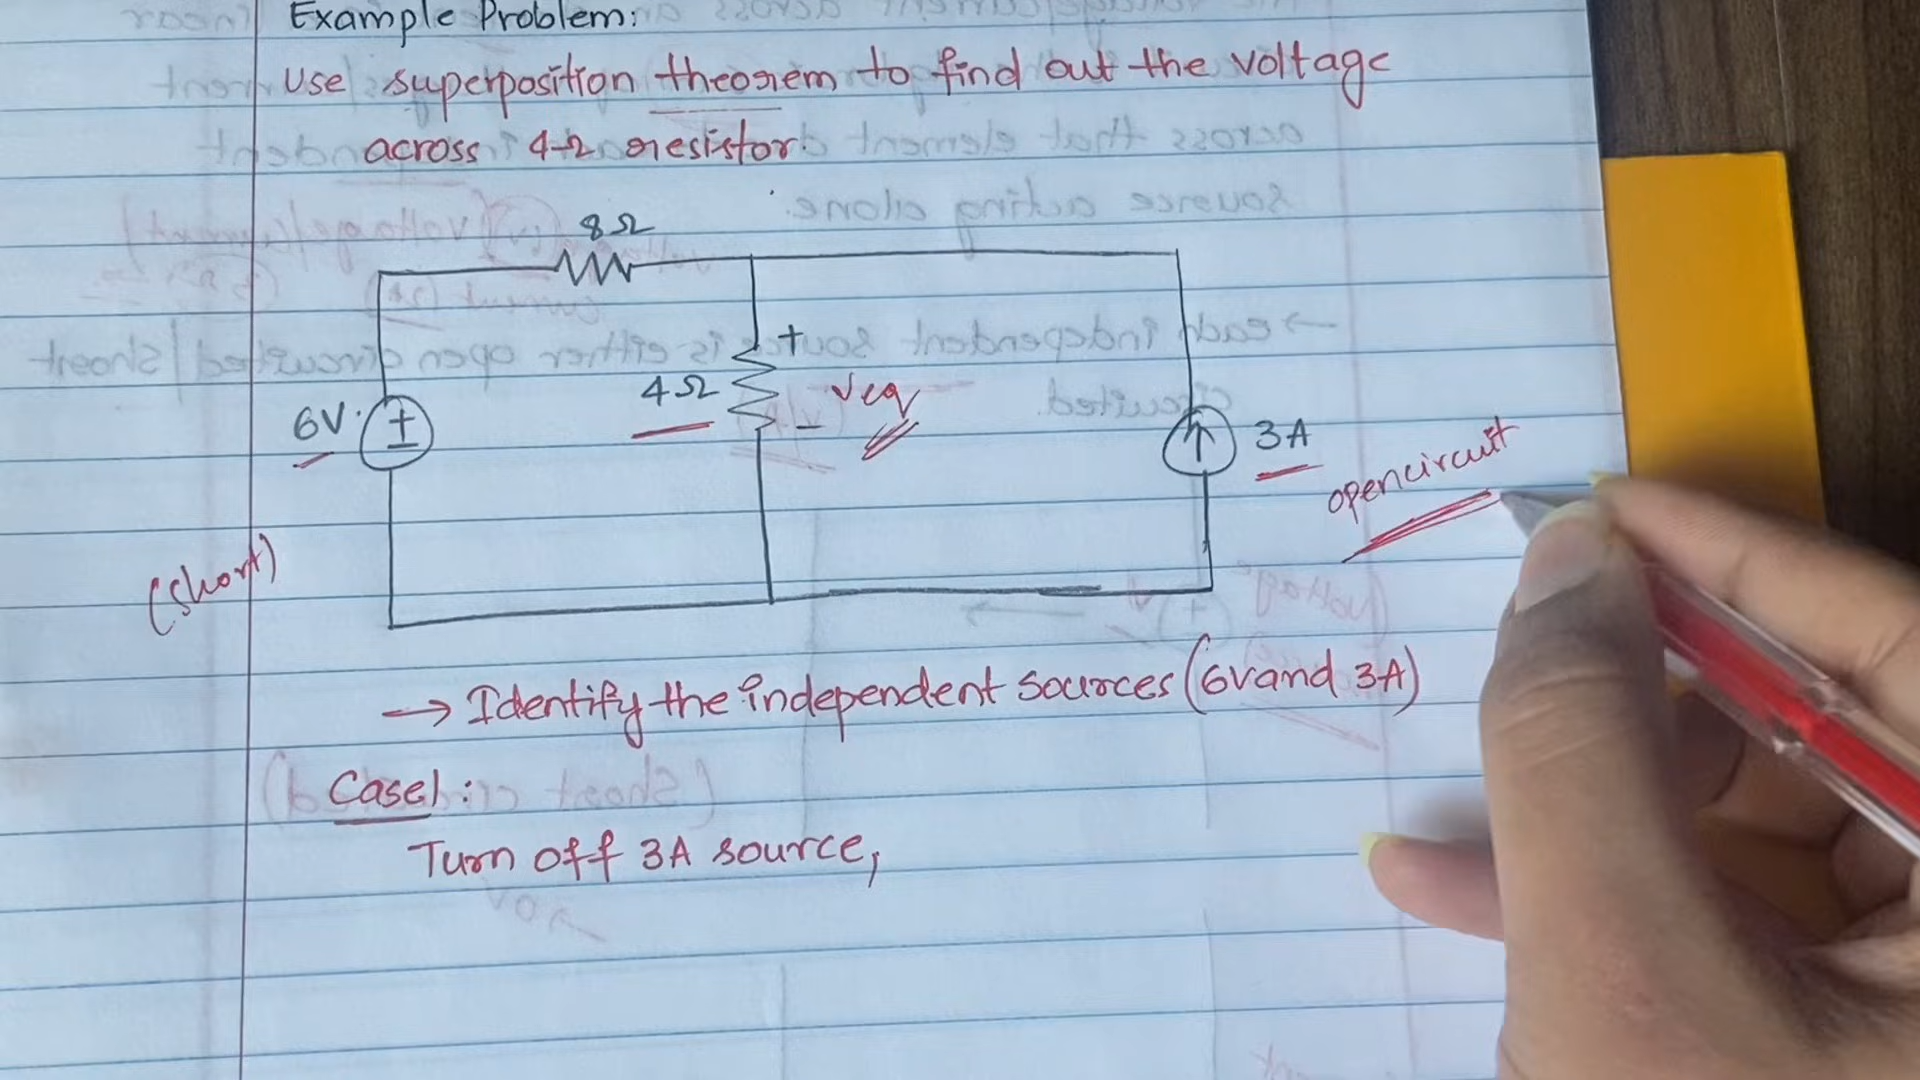 Example Problem:
Use superposition theorem to find out the voltage
across 4Ω resistor.
8Ω
+
4Ω
Veq
-
6V
+
-
3A
opencircuit
(short)
→ Identify the independent sources (6V and 3A)
Case1:
Turn off 3A source,